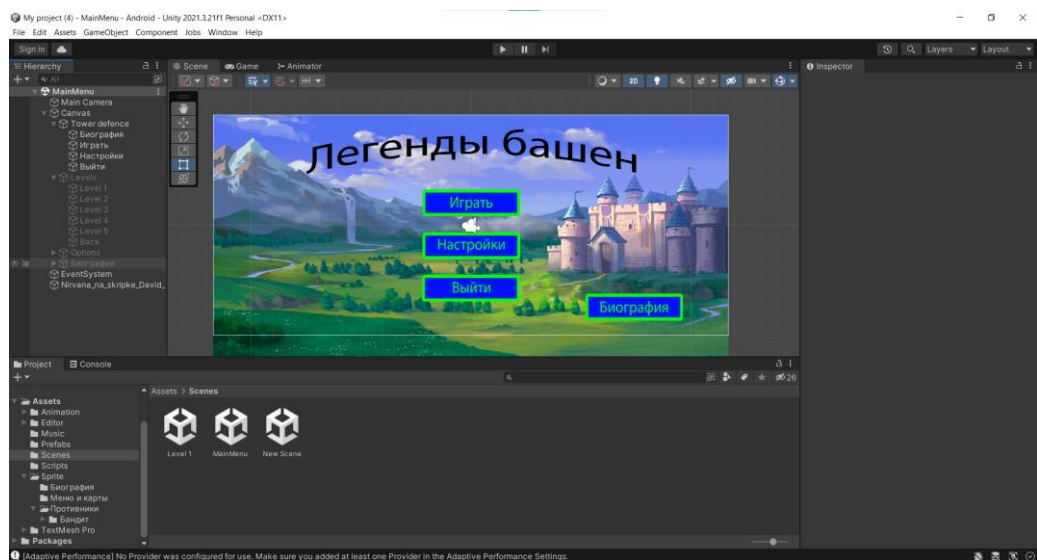 My project (4) - MainMenu - Android - Unity 2021.3.21f1 Personal <DX11>
File Edit Assets GameObject Component Jobs Window Help
Sign in
Layers
Layout
Hierarchy
Scene
Game
Animator
Inspector
All
2D
MainMenu
Main Camera
Canvas
Tower defence
Биография
Играть
Настройки
Выйти
Levels
Level 1
Level 2
Level 3
Level 4
Level 5
Back
Options
Биография
EventSystem
Nirvana_na_skripke_David_
Легенды башен
Играть
Настройки
Выйти
Биография
Project
Console
26
Assets
Animation
Editor
Music
Prefabs
Scenes
Scripts
Sprite
Биография
Меню и карты
Противники
Бандит
TextMesh Pro
Packages
Assets > Scenes
Level 1
MainMenu
New Scene
[Adaptive Performance] No Provider was configured for use. Make sure you added at least one Provider in the Adaptive Performance Settings.